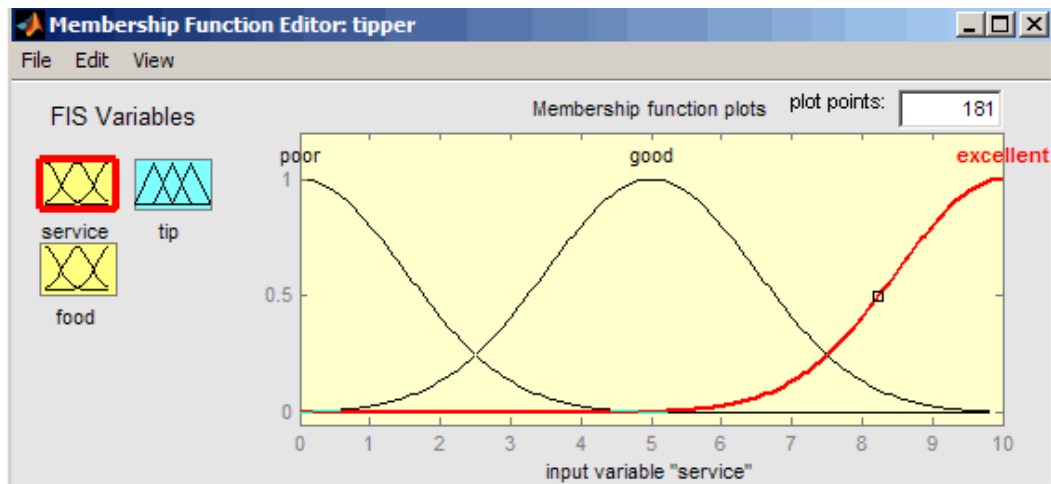 Membership Function Editor: tipper
File Edit View
FIS Variables
service
tip
food
Membership function plots
plot points:
181
poor
good
excellent
1
0.5
0
0 1 2 3 4 5 6 7 8 9 10
input variable "service"